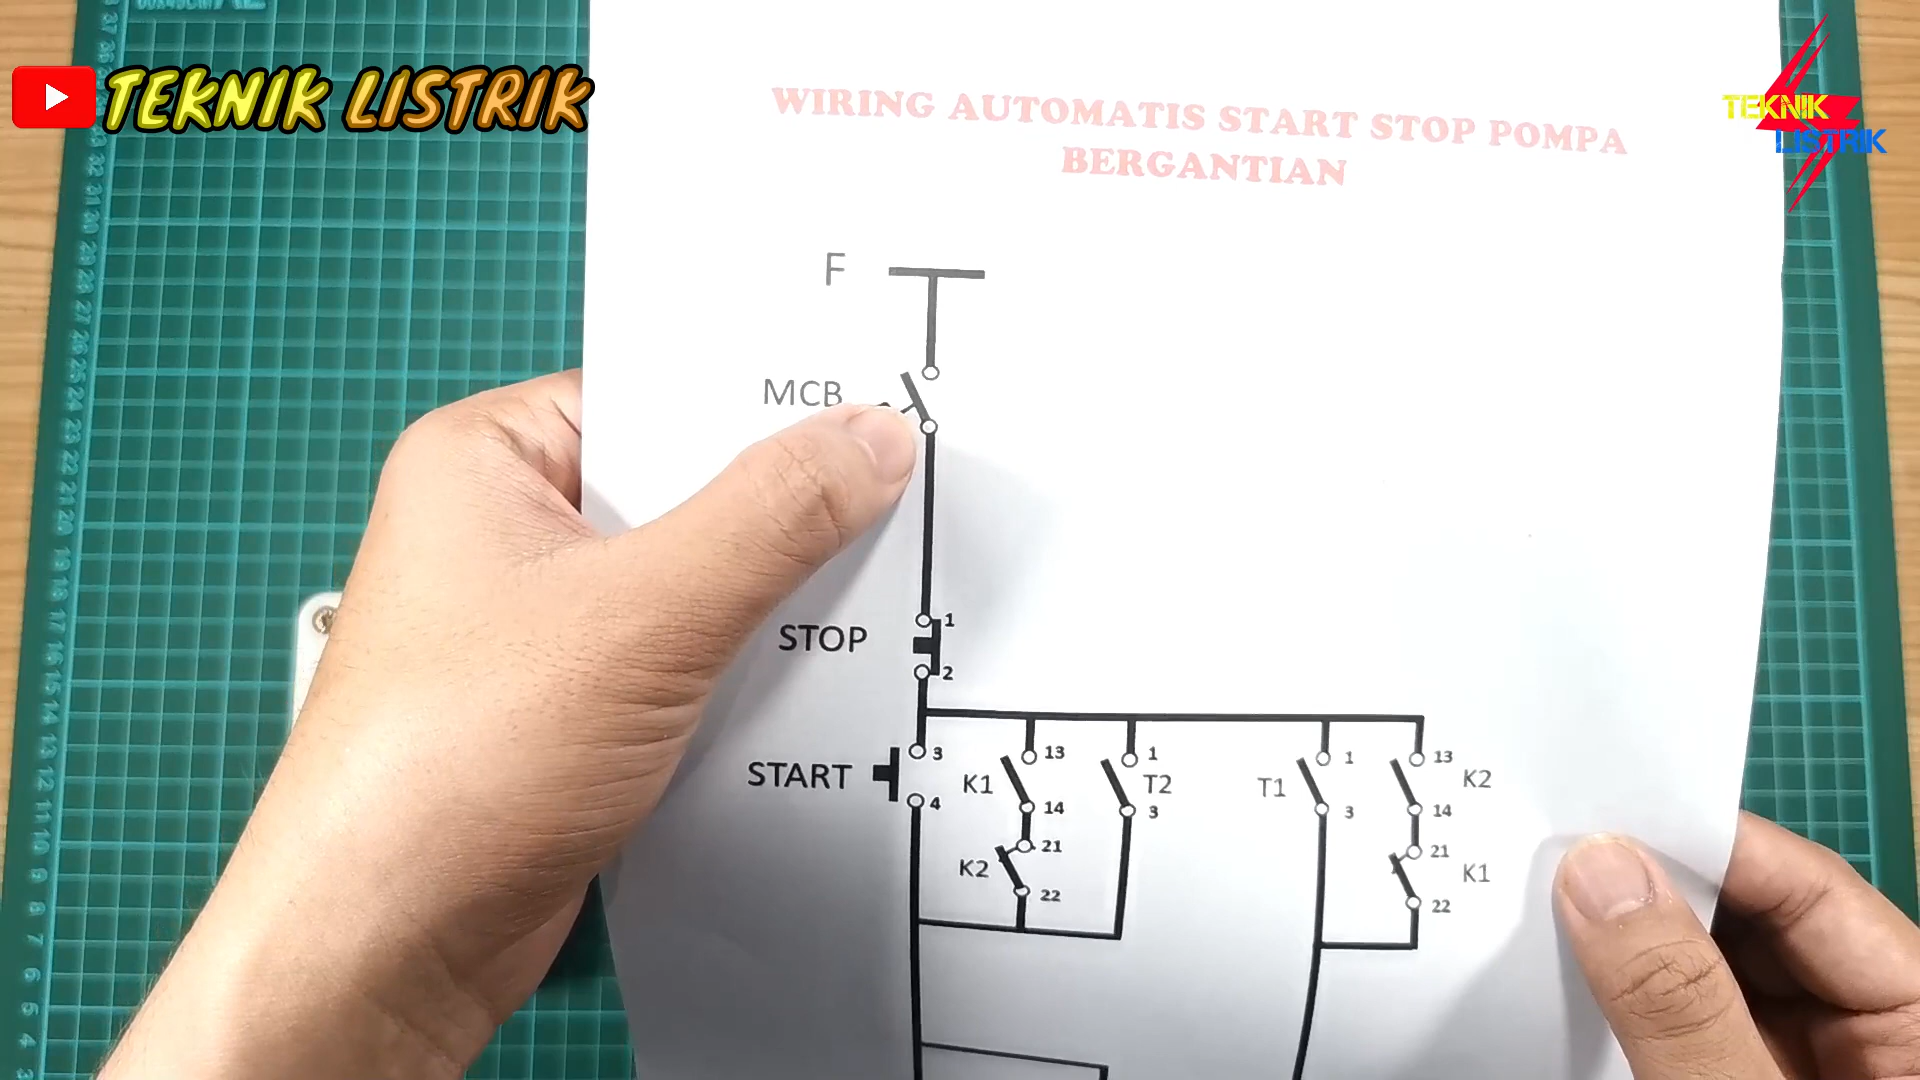 TEKNIK LISTRIK
TEKNIK
LISTRIK
WIRING AUTOMATIS START STOP POMPA
BERGANTIAN
F
MCB
1
STOP
2
3
13
1
1
13
START
K1
T2
T1
K2
4
14
3
3
14
21
21
K2
K1
22
22